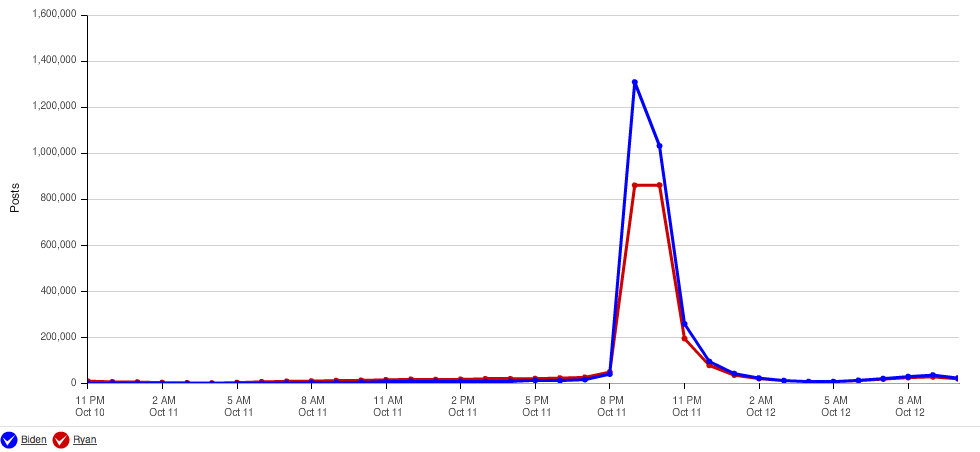 1,600,000
1,400,000
1,200,000
1,000,000
800,000
600,000
400,000
200,000
0
Posts
11 PM 2 AM 5 AM 8 AM 11 AM 2 PM 5 PM 8 PM 11 PM 2 AM 5 AM 8 AM
Oct 10 Oct 11 Oct 11 Oct 11 Oct 11 Oct 11 Oct 11 Oct 11 Oct 11 Oct 12 Oct 12 Oct 12
Biden Ryan